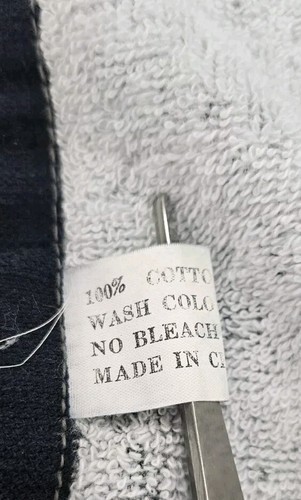 100% COTTO
WASH COLO
NO BLEACH
MADE IN CA